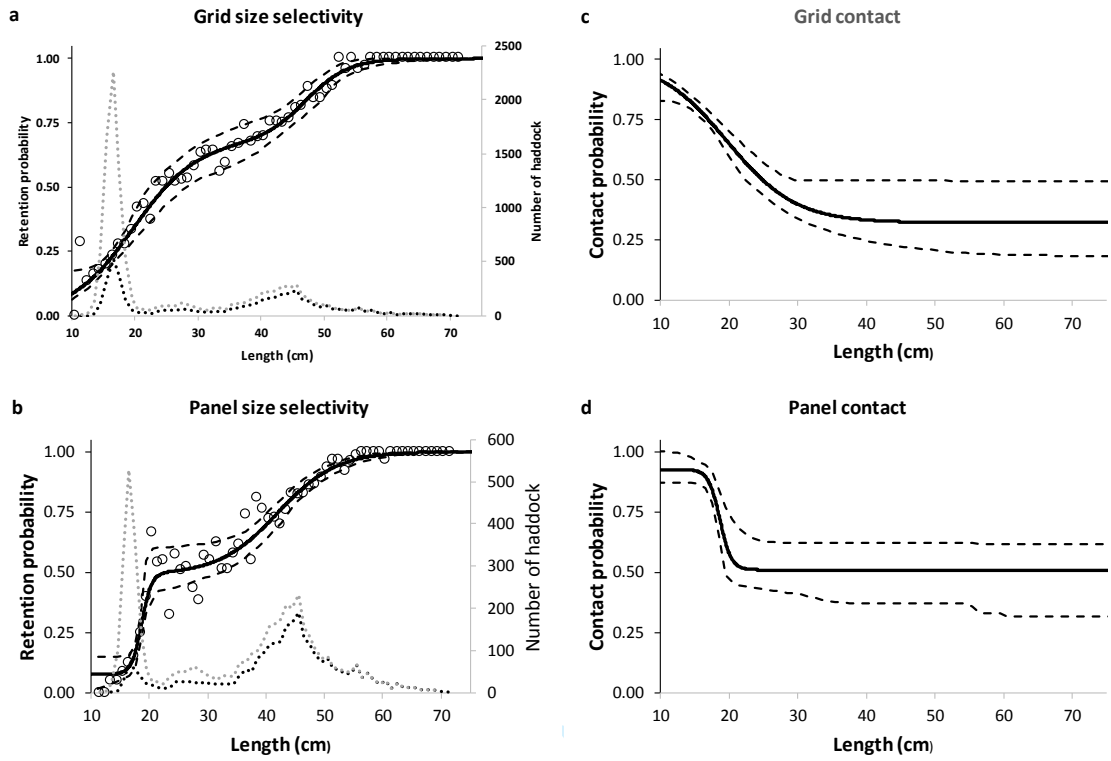 a
Grid size selectivity
1.00
0.75
0.50
0.25
0.00
Retention probability
2500
2000
1500
1000
500
0
Number of haddock
10 20 30 40 50 60 70
Length (cm)
c
Grid contact
1.00
0.75
0.50
0.25
0.00
Contact probability
10 20 30 40 50 60 70
Length (cm)
b
Panel size selectivity
1.00
0.75
0.50
0.25
0.00
Retention probability
600
500
400
300
200
100
0
Number of haddock
10 20 30 40 50 60 70
Length (cm)
d
Panel contact
1.00
0.75
0.50
0.25
0.00
Contact probability
10 20 30 40 50 60 70
Length (cm)